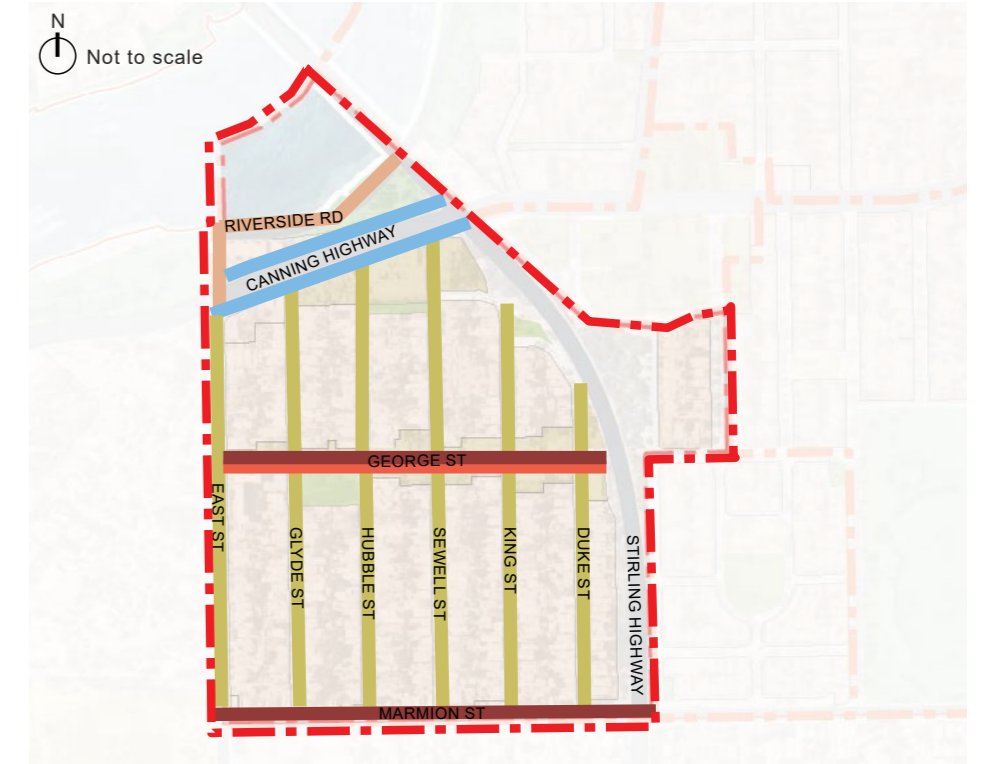 N
Not to scale
RIVERSIDE RD
CANNING HIGHWAY
GEORGE ST
EAST ST
GLYDE ST
HUBBLE ST
SEWELL ST
KING ST
DUKE ST
STIRLING HIGHWAY
MARMION ST